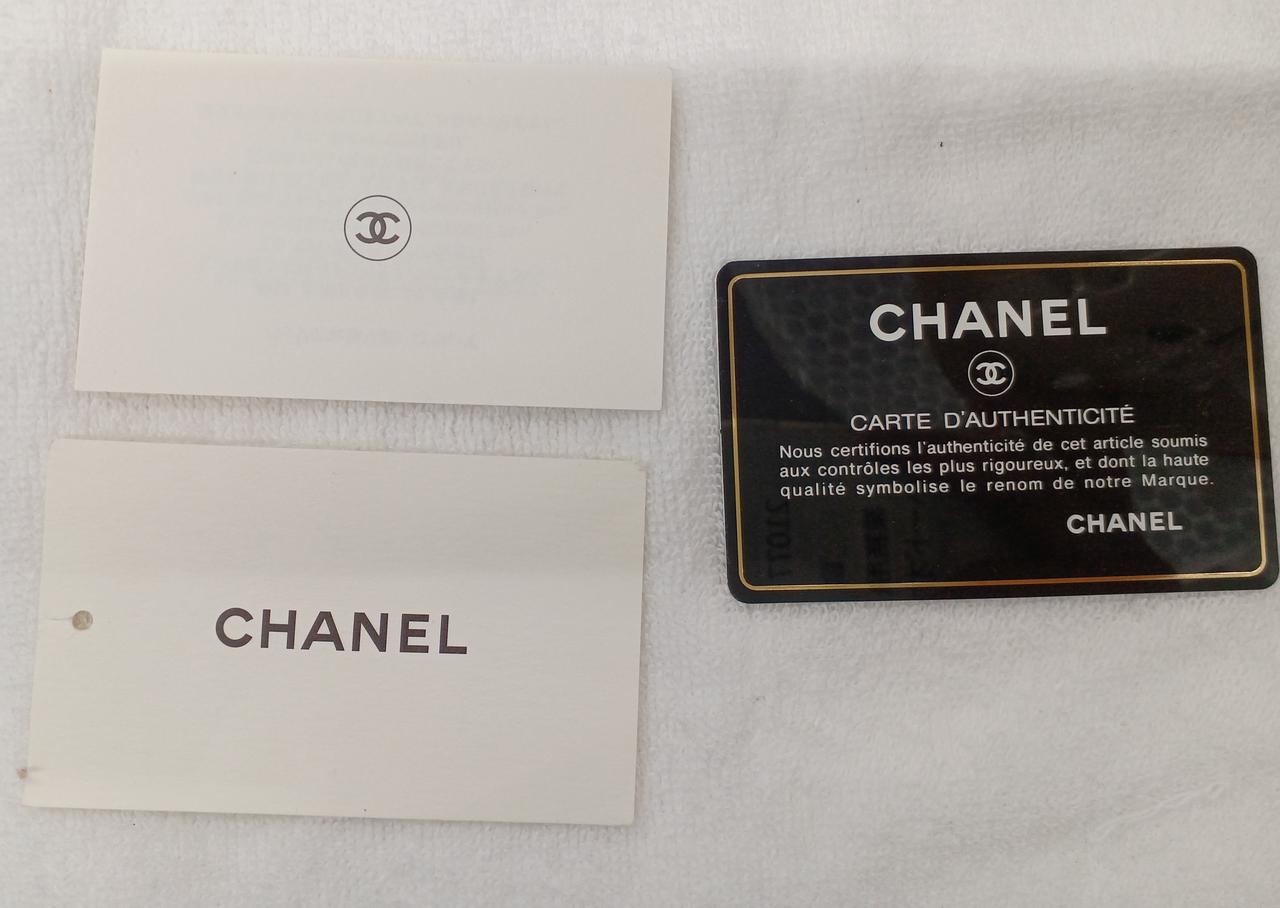 CHANEL
CHANEL
CARTE D'AUTHENTICITÉ
Nous certifions l'authenticité de cet article soumis
aux contrôles les plus rigoureux, et dont la haute
qualité symbolise le renom de notre Marque.
CHANEL